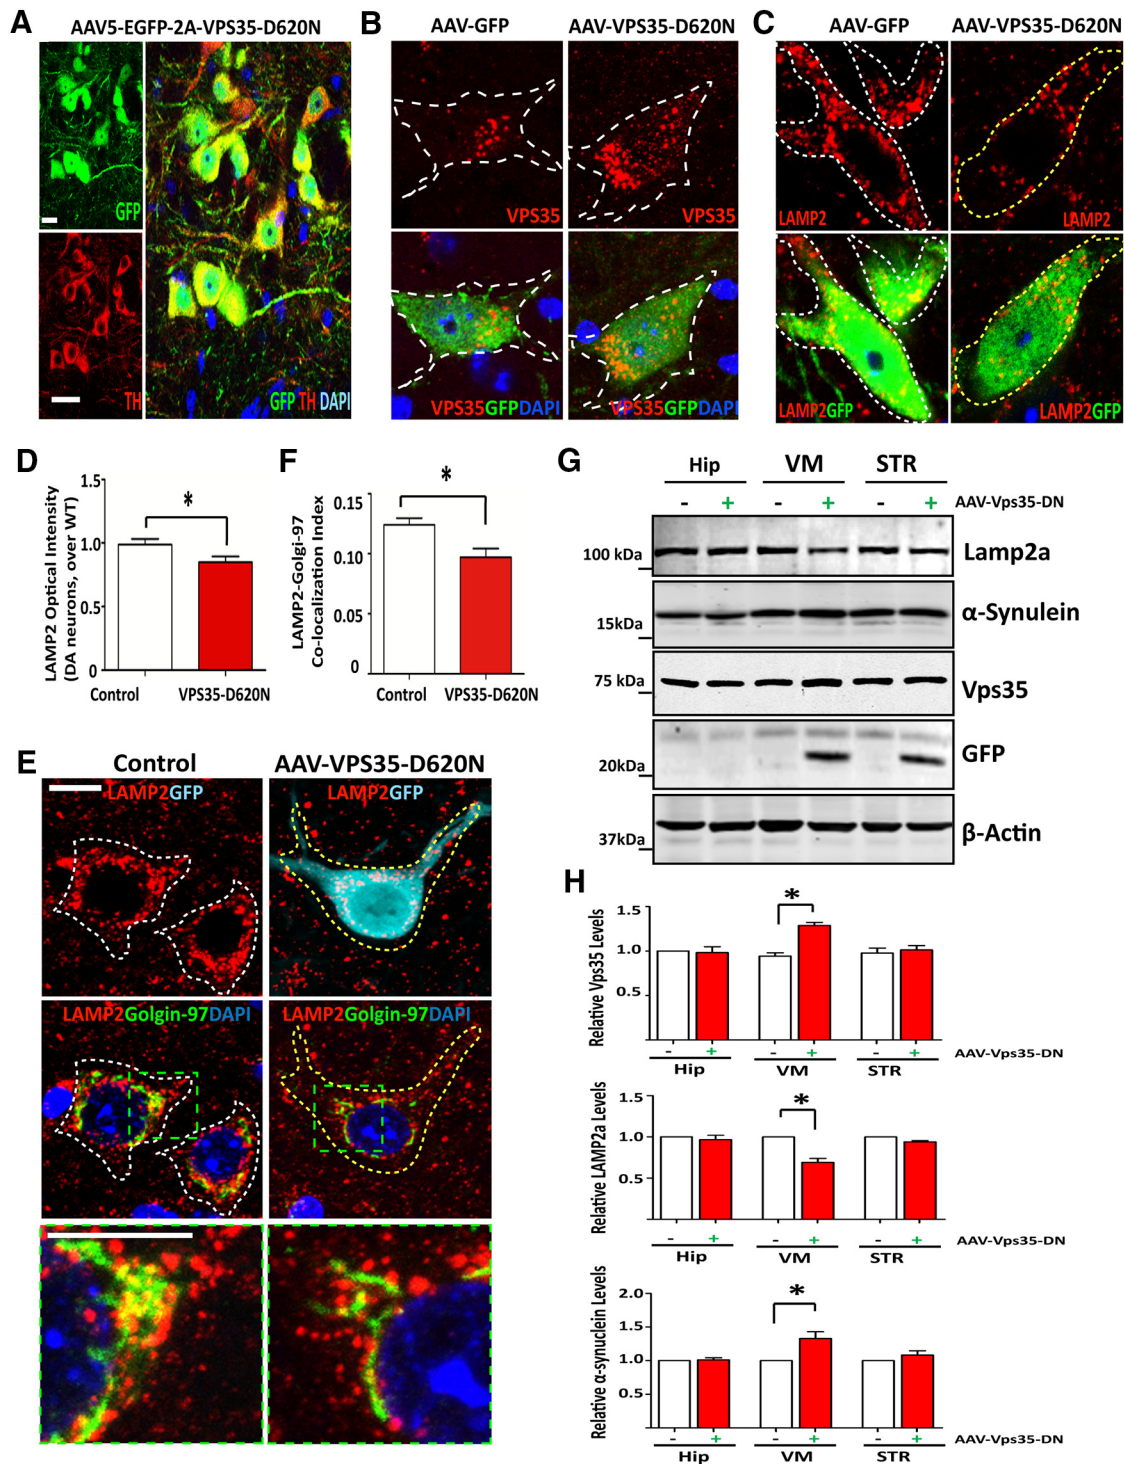 A
AAV5-EGFP-2A-VPS35-D620N
GFP
TH
GFP TH DAPI
B
AAV-GFP
AAV-VPS35-D620N
VPS35
VPS35
VPS35GFPDAPI
VPS35GFPDAPI
C
AAV-GFP
AAV-VPS35-D620N
LAMP2
LAMP2
LAMP2GFP
LAMP2GFP
D
LAMP2 Optical Intensity
(DA neurons, over WT)
1.5
1.0
0.5
0
*
Control
VPS35-D620N
F
LAMP2-Golgi-97
Co-localization Index
0.15
0.10
0.05
0
*
Control
VPS35-D620N
G
Hip VM STR
- + - + - + AAV-Vps35-DN
100 kDa Lamp2a
15kDa α-Synulein
75 kDa Vps35
20kDa GFP
37kDa β-Actin
E
Control
AAV-VPS35-D620N
LAMP2GFP
LAMP2GFP
LAMP2Golgin-97DAPI
LAMP2Golgin-97DAPI
H
Relative Vps35 Levels
1.5
1.0
0.5
*
- + - + - + AAV-Vps35-DN
Hip VM STR
Relative LAMP2a Levels
1.5
1.0
0.5
*
- + - + - + AAV-Vps35-DN
Hip VM STR
Relative α-synuclein Levels
2.0
1.5
1.0
0.5
*
- + - + - + AAV-Vps35-DN
Hip VM STR